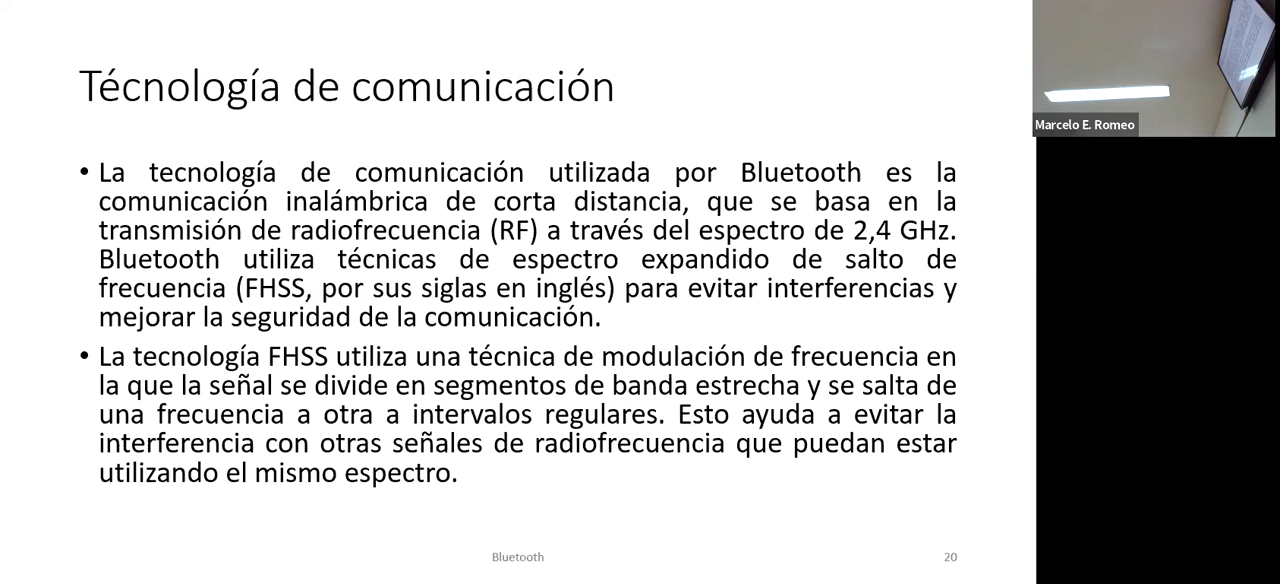 Técnología de comunicación
• La tecnología de comunicación utilizada por Bluetooth es la
comunicación inalámbrica de corta distancia, que se basa en la
transmisión de radiofrecuencia (RF) a través del espectro de 2,4 GHz.
Bluetooth utiliza técnicas de espectro expandido de salto de
frecuencia (FHSS, por sus siglas en inglés) para evitar interferencias y
mejorar la seguridad de la comunicación.
• La tecnología FHSS utiliza una técnica de modulación de frecuencia en
la que la señal se divide en segmentos de banda estrecha y se salta de
una frecuencia a otra a intervalos regulares. Esto ayuda a evitar la
interferencia con otras señales de radiofrecuencia que puedan estar
utilizando el mismo espectro.
Bluetooth
20
Marcelo E. Romeo